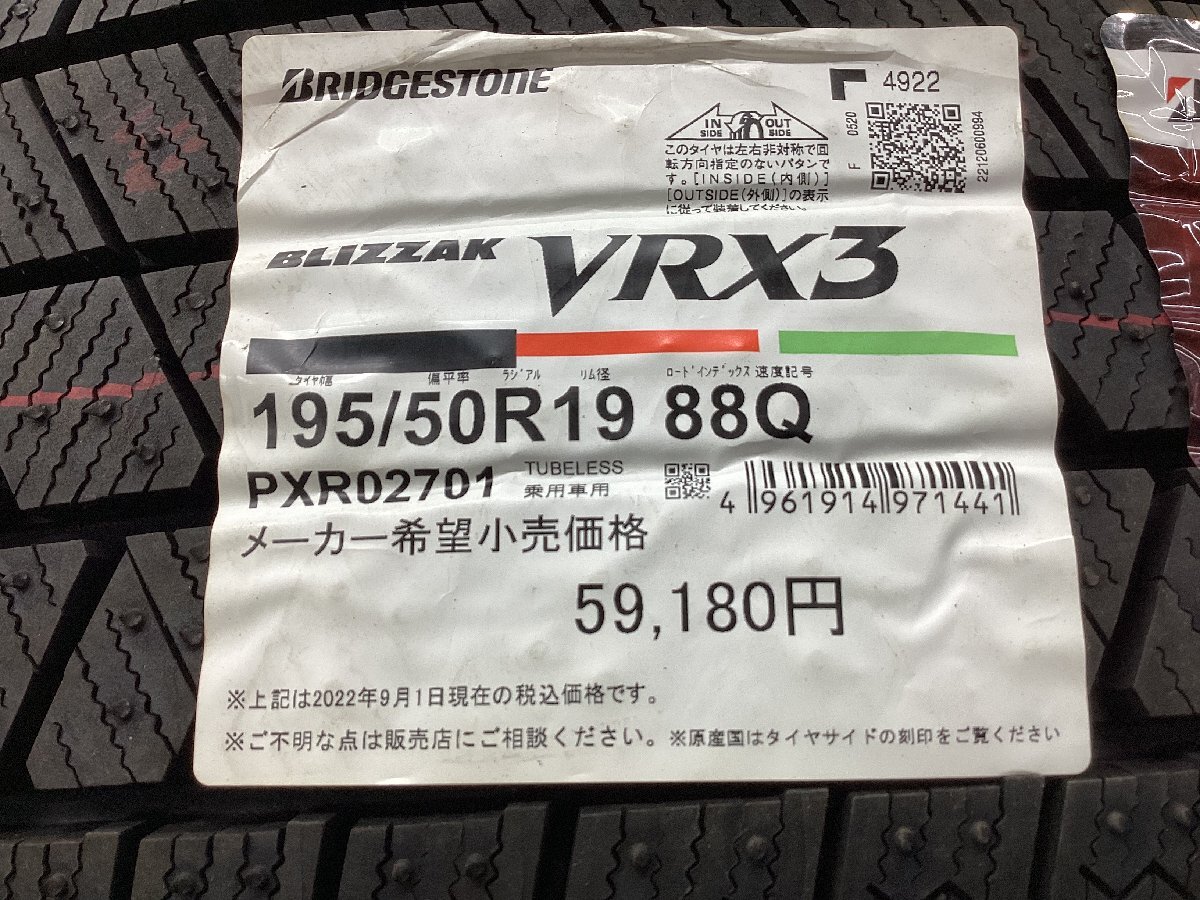 BRIDGESTONE
4922
F 0520
22120600994
IN SIDE OUT SIDE
このタイヤは左右非対称で回
転方向指定のないパタンで
す。[INSIDE(内側)]
[OUTSIDE(外側)]の表示
に従って装着してください。
BLIZZAK VRX3
タイヤ幅 偏平率 ラジアル リム径 ロードインデックス 速度記号
195/50R19 88Q
PXR02701 TUBELESS
乗用車用
4 961914 971441
メーカー希望小売価格
59,180円
※上記は2022年9月1日現在の税込価格です。
※ご不明な点は販売店にご相談ください。 ※原産国はタイヤサイドの刻印をご覧ください